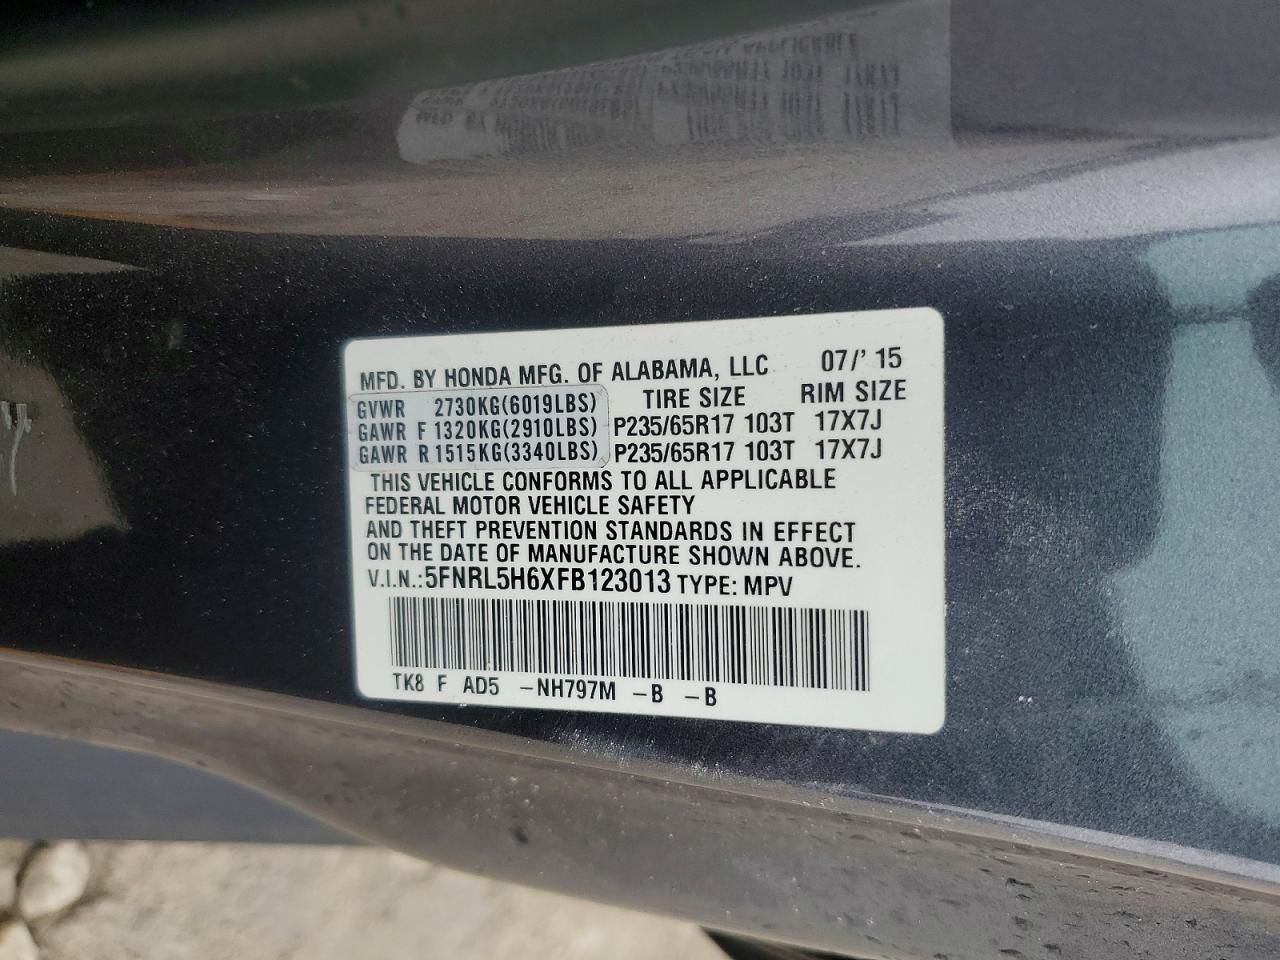 MFD. BY HONDA MFG. OF ALABAMA, LLC 07/' 15
GVWR 2730KG(6019LBS) TIRE SIZE RIM SIZE
GAWR F 1320KG(2910LBS) P235/65R17 103T 17X7J
GAWR R 1515KG(3340LBS) P235/65R17 103T 17X7J
THIS VEHICLE CONFORMS TO ALL APPLICABLE
FEDERAL MOTOR VEHICLE SAFETY
AND THEFT PREVENTION STANDARDS IN EFFECT
ON THE DATE OF MANUFACTURE SHOWN ABOVE.
V.I.N.:5FNRL5H6XFB123013 TYPE: MPV
TK8 F AD5 -NH797M -B -B